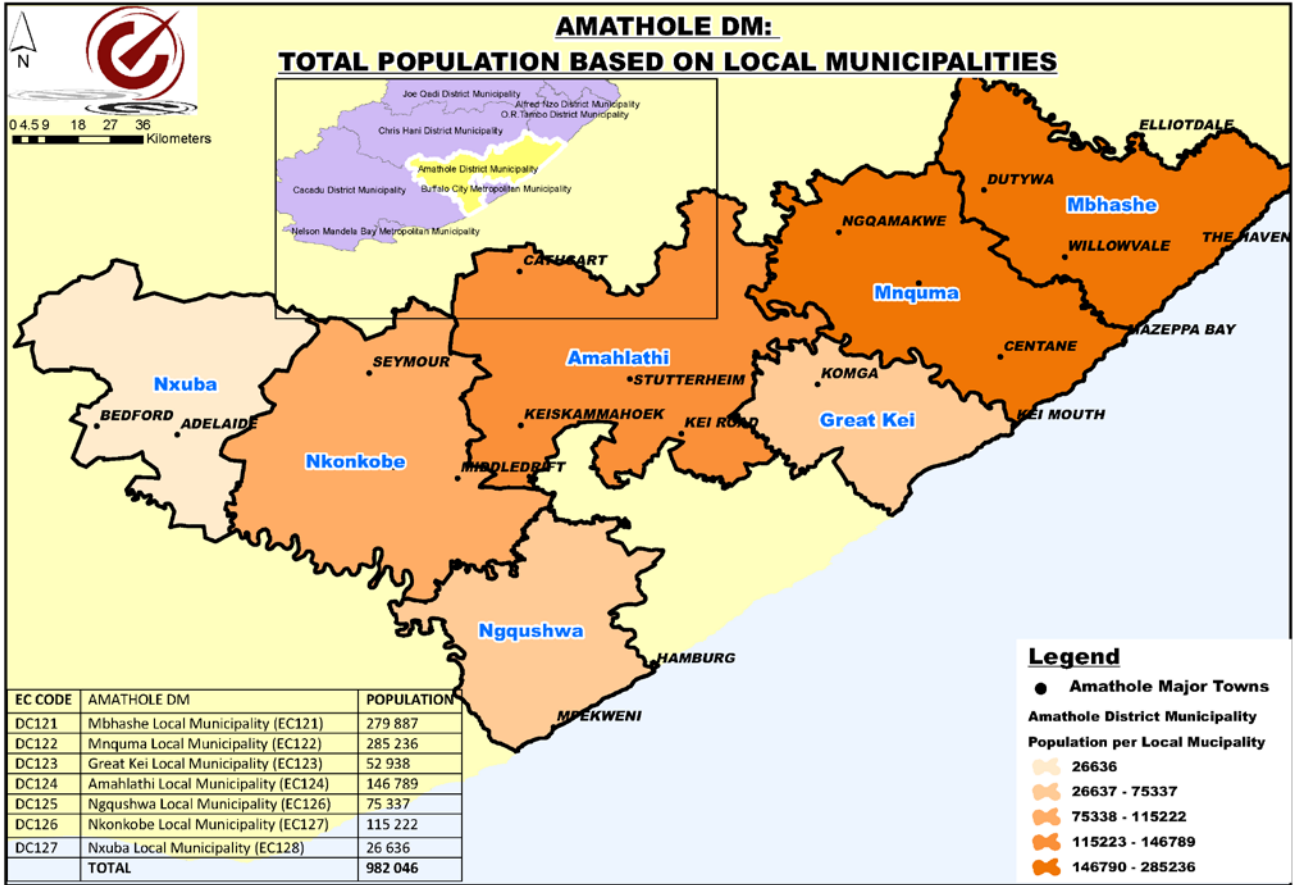 AMATHOLE DM:
TOTAL POPULATION BASED ON LOCAL MUNICIPALITIES
N
0 4.5 9 18 27 36
Kilometers
Joe Qadi District Municipality
Alfred Nzo District Municipality
O.R.Tambo District Municipality
Chris Hani District Municipality
Amathole District Municipality
Cacadu District Municipality
Buffalo City Metropolitan Municipality
Nelson Mandela Bay Metropolitan Municipality
ELLIOTDALE
DUTYWA
Mbhashe
NGQAMAKWE
WILLOWVALE
THE HAVEN
CATHCART
Mnquma
MAZEPPA BAY
CENTANE
Amahlathi
SEYMOUR
STUTTERHEIM
KOMGA
Nxuba
BEDFORD
ADELAIDE
KEISKAMMAHOEK
KEI ROAD
Great Kei
KEI MOUTH
Nkonkobe
MIDDLEDRIFT
Ngqushwa
HAMBURG
MPEKWENI
EC CODE AMATHOLE DM POPULATION
DC121 Mbhashe Local Municipality (EC121) 279 887
DC122 Mnquma Local Municipality (EC122) 285 236
DC123 Great Kei Local Municipality (EC123) 52 938
DC124 Amahlathi Local Municipality (EC124) 146 789
DC125 Ngqushwa Local Municipality (EC126) 75 337
DC126 Nkonkobe Local Municipality (EC127) 115 222
DC127 Nxuba Local Municipality (EC128) 26 636
TOTAL 982 046
Legend
Amathole Major Towns
Amathole District Municipality
Population per Local Mucipality
26636
26637 - 75337
75338 - 115222
115223 - 146789
146790 - 285236